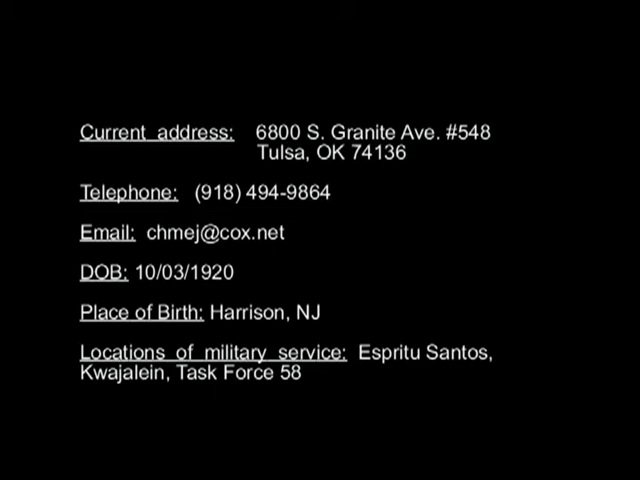 Current address: 6800 S. Granite Ave. #548
Tulsa, OK 74136
Telephone: (918) 494-9864
Email: chmej@cox.net
DOB: 10/03/1920
Place of Birth: Harrison, NJ
Locations of military service: Espritu Santos,
Kwajalein, Task Force 58